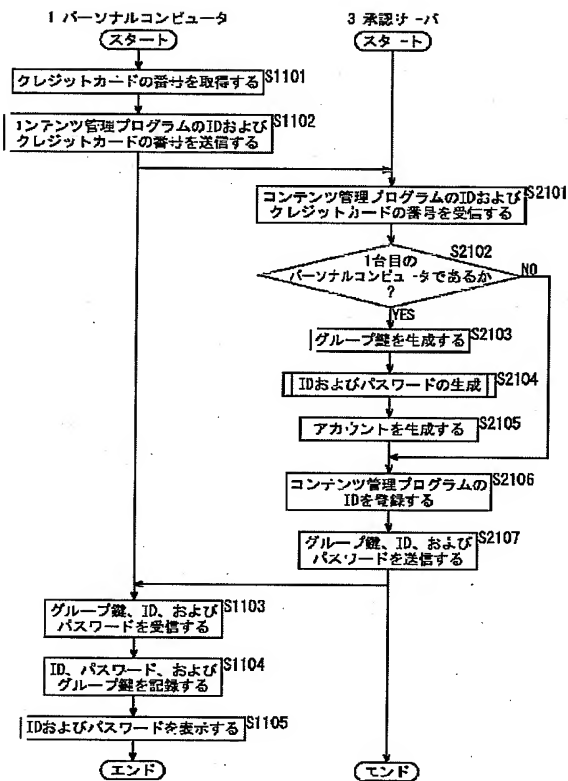 1 パーソナルコンピュータ
3 承認サーバ
スタート
スタート
クレジットカードの番号を取得する
S1101
コンテンツ管理プログラムのIDおよび
クレジットカードの番号を送信する
S1102
コンテンツ管理プログラムのIDおよび
クレジットカードの番号を受信する
S2101
1台目の
パーソナルコンピュータであるか
?
S2102
NO
YES
グループ鍵を生成する
S2103
IDおよびパスワードの生成
S2104
アカウントを生成する
S2105
コンテンツ管理プログラムの
IDを登録する
S2106
グループ鍵、ID、および
パスワードを送信する
S2107
グループ鍵、ID、および
パスワードを受信する
S1103
ID、パスワード、および
グループ鍵を記録する
S1104
IDおよびパスワードを表示する
S1105
エンド
エンド